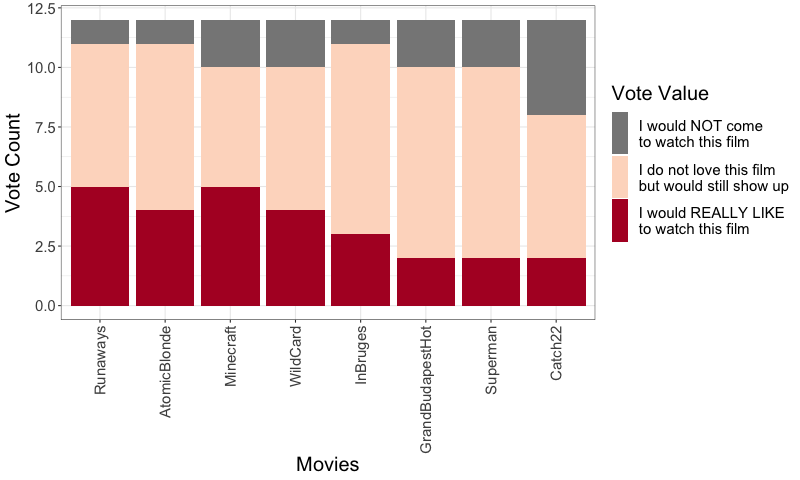 12.5
10.0
7.5
5.0
2.5
0.0
Vote Count
Runaways
AtomicBlonde
Minecraft
WildCard
InBruges
GrandBudapestHot
Superman
Catch22
Movies
Vote Value
I would NOT come
to watch this film
I do not love this film
but would still show up
I would REALLY LIKE
to watch this film